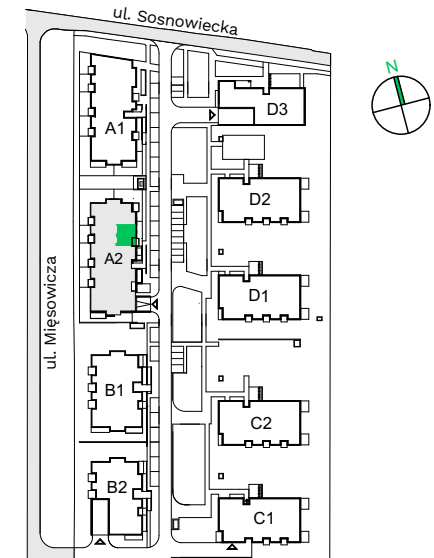 ul. Sosnowiecka
N
D3
A1
D2
A2
ul. Mięsowicza
D1
B1
C2
B2
C1